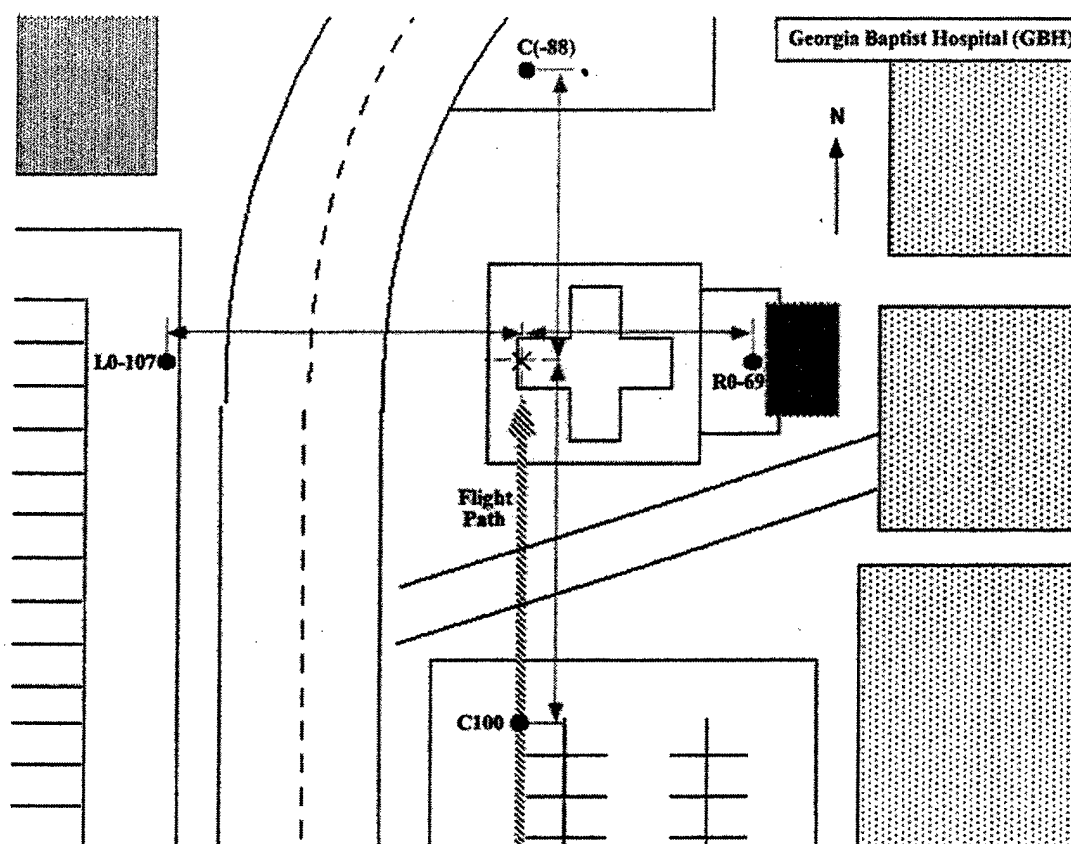 C(-88)
Georgia Baptist Hospital (GBH)
N
L0-107
R0-69
Flight
Path
C100